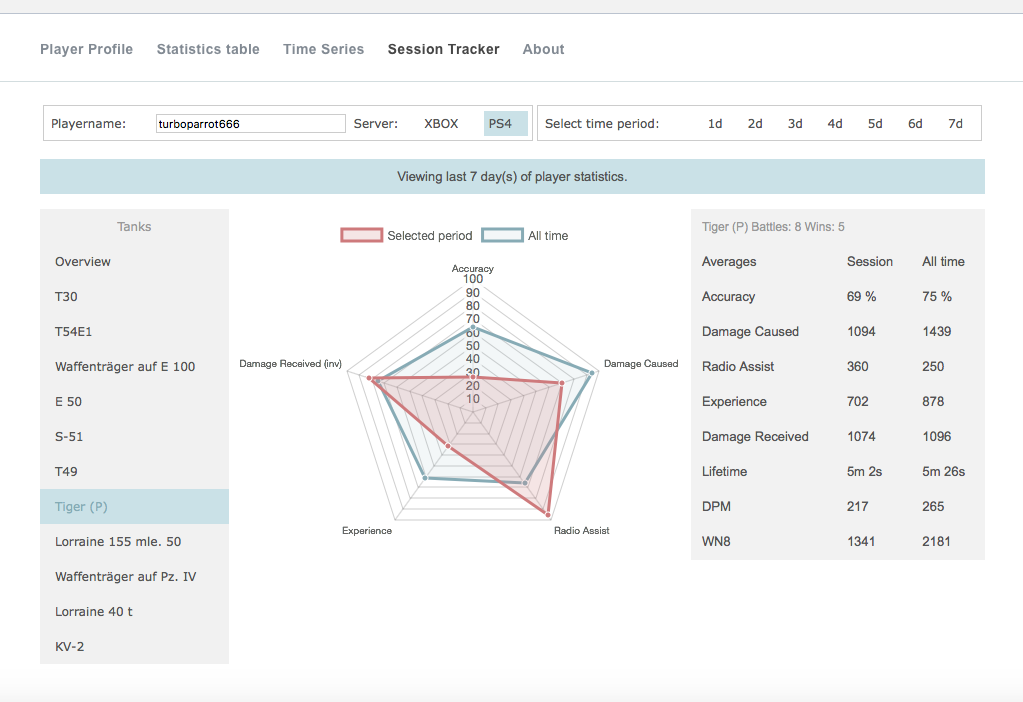 Player Profile Statistics table Time Series Session Tracker About
Playername: turboparrot666 Server: XBOX PS4 Select time period: 1d 2d 3d 4d 5d 6d 7d
Viewing last 7 day(s) of player statistics.
Tanks
Overview
T30
T54E1
Waffenträger auf E 100
E 50
S-51
T49
Tiger (P)
Lorraine 155 mle. 50
Waffenträger auf Pz. IV
Lorraine 40 t
KV-2
Selected period All time
Accuracy
100
90
80
70
60
50
40
30
20
10
Damage Received (inv) Damage Caused
Experience Radio Assist
Tiger (P) Battles: 8 Wins: 5
Averages Session All time
Accuracy 69 % 75 %
Damage Caused 1094 1439
Radio Assist 360 250
Experience 702 878
Damage Received 1074 1096
Lifetime 5m 2s 5m 26s
DPM 217 265
WN8 1341 2181